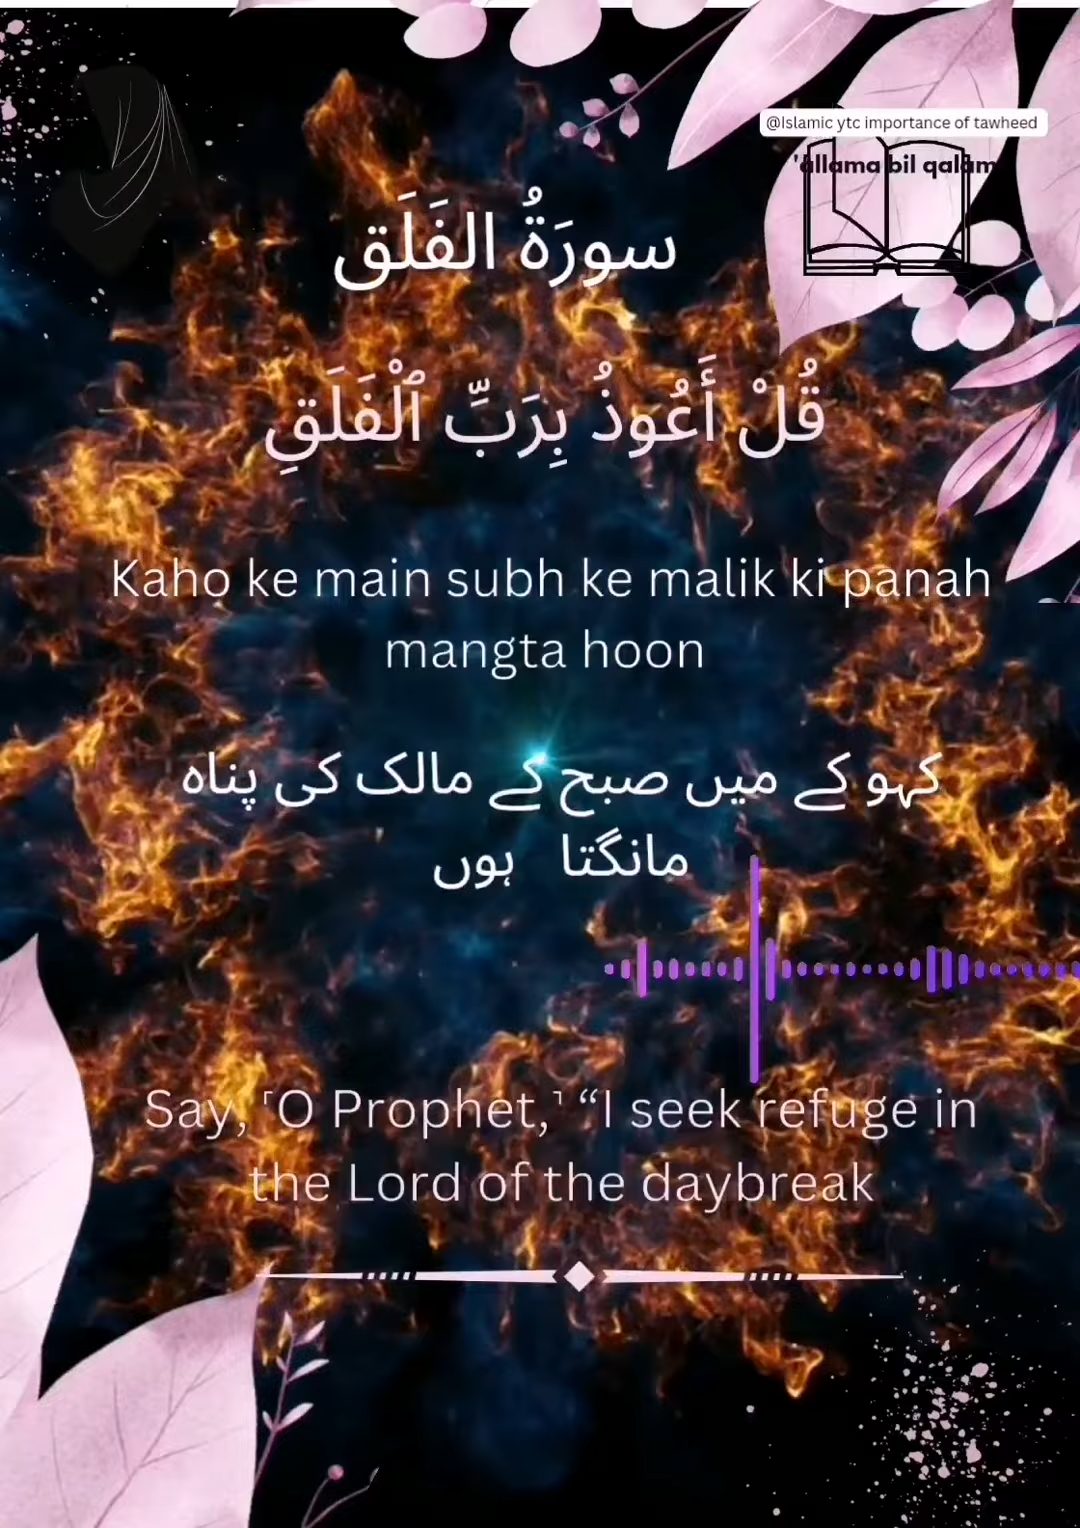 @Islamic ytc importance of tawheed
'allama bil qalam
سورَةُ الفَلَق
قُلْ أَعُوذُ بِرَبِّ ٱلْفَلَقِ
Kaho ke main subh ke malik ki panah
mangta hoon
کہو کے میں صبح کے مالک کی پناہ
مانگتا ہوں
Say, ˹O Prophet,˺ “I seek refuge in
the Lord of the daybreak